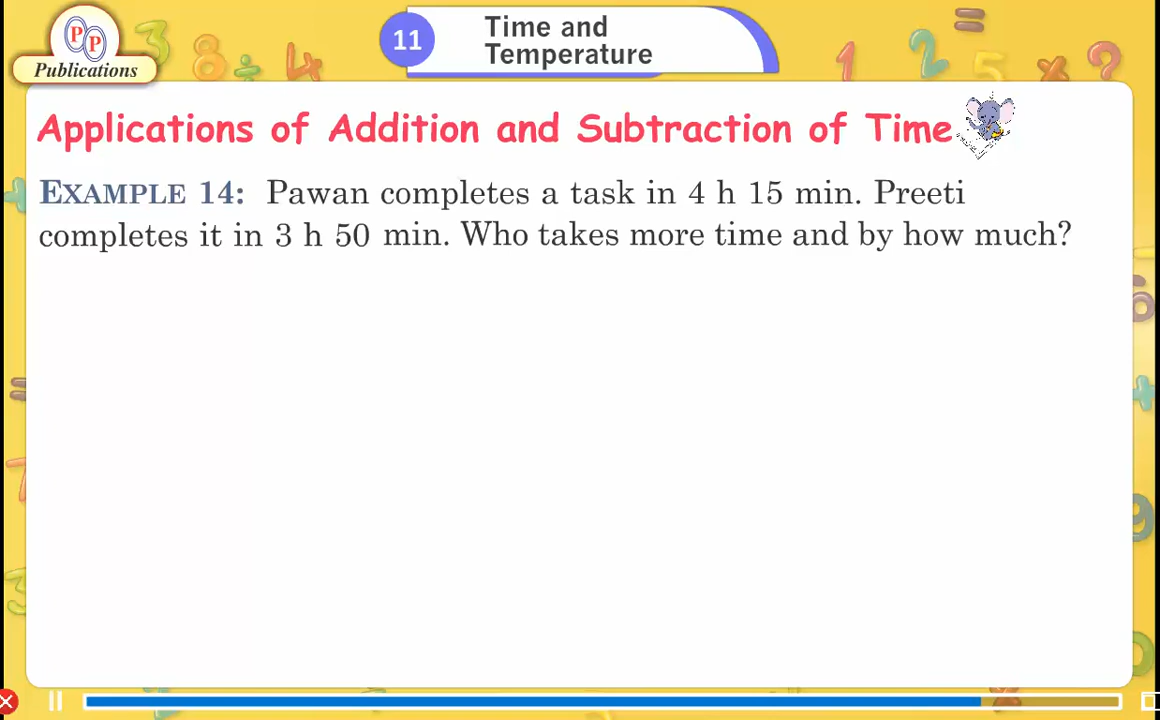 PP
Publications
11
Time and
Temperature
Applications of Addition and Subtraction of Time
EXAMPLE 14: Pawan completes a task in 4 h 15 min. Preeti
completes it in 3 h 50 min. Who takes more time and by how much?